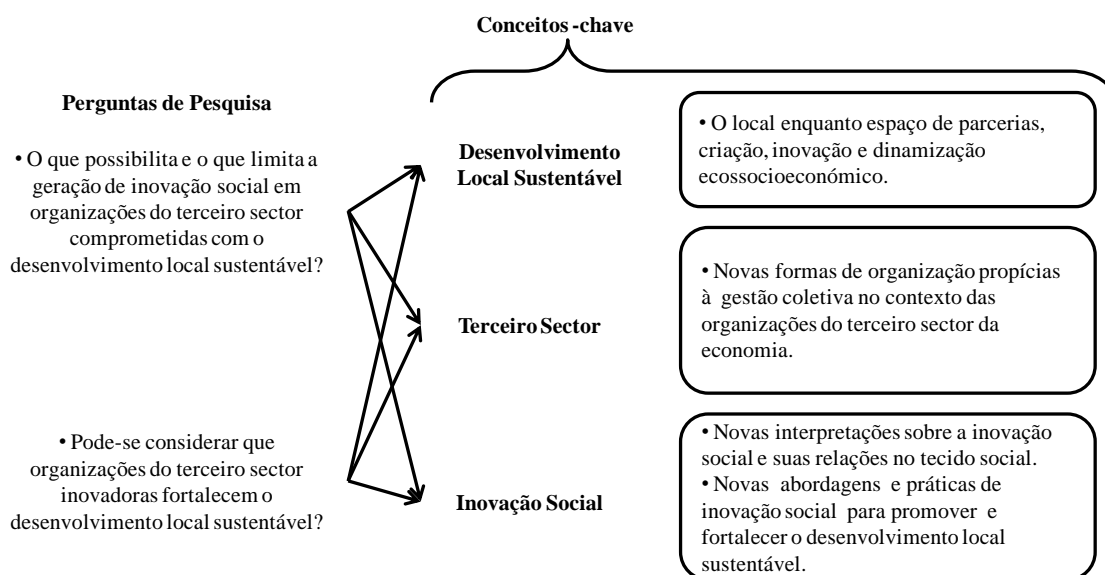 Conceitos -chave
Perguntas de Pesquisa
• O que possibilita e o que limita a
geração de inovação social em
organizações do terceiro sector
comprometidas com o
desenvolvimento local sustentável?
• Pode-se considerar que
organizações do terceiro sector
inovadoras fortalecem o
desenvolvimento local sustentável?
Desenvolvimento
Local Sustentável
• O local enquanto espaço de parcerias,
criação, inovação e dinamização
ecossocioeconómico.
Terceiro Sector
• Novas formas de organização propícias
à gestão coletiva no contexto das
organizações do terceiro sector da
economia.
Inovação Social
• Novas interpretações sobre a inovação
social e suas relações no tecido social.
• Novas abordagens e práticas de
inovação social para promover e
fortalecer o desenvolvimento local
sustentável.